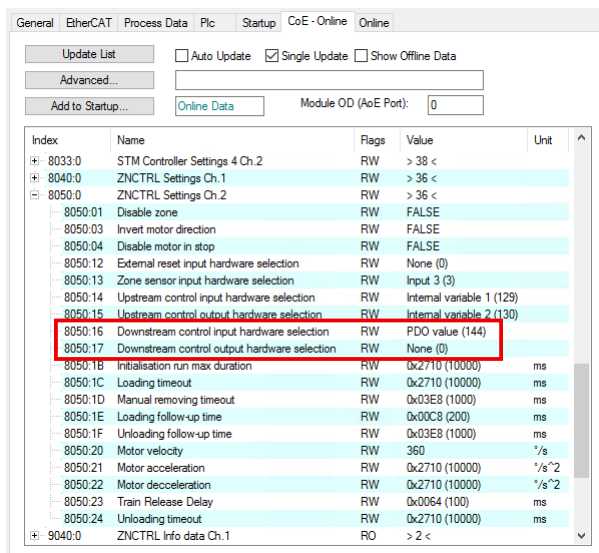 General EtherCAT Process Data Plc Startup CoE - Online Online
Update List Auto Update Single Update Show Offline Data
Advanced...
Add to Startup... Online Data Module OD (AoE Port): 0
Index Name Flags Value Unit
8033:0 STM Controller Settings 4 Ch.2 RW > 38 <
8040:0 ZNCTRL Settings Ch.1 RW > 36 <
8050:0 ZNCTRL Settings Ch.2 RW > 36 <
8050:01 Disable zone RW FALSE
8050:03 Invert motor direction RW FALSE
8050:04 Disable motor in stop RW FALSE
8050:12 External reset input hardware selection RW None (0)
8050:13 Zone sensor input hardware selection RW Input 3 (3)
8050:14 Upstream control input hardware selection RW Internal variable 1 (129)
8050:15 Upstream control output hardware selection RW Internal variable 2 (130)
8050:16 Downstream control input hardware selection RW PDO value (144)
8050:17 Downstream control output hardware selection RW None (0)
8050:1B Initialisation run max duration RW 0x2710 (10000) ms
8050:1C Loading timeout RW 0x2710 (10000) ms
8050:1D Manual removing timeout RW 0x03E8 (1000) ms
8050:1E Loading follow-up time RW 0x00C8 (200) ms
8050:1F Unloading follow-up time RW 0x03E8 (1000) ms
8050:20 Motor velocity RW 360 °/s
8050:21 Motor acceleration RW 0x2710 (10000) °/s^2
8050:22 Motor decceleration RW 0x2710 (10000) °/s^2
8050:23 Train Release Delay RW 0x0064 (100) ms
8050:24 Unloading timeout RW 0x2710 (10000) ms
9040:0 ZNCTRL Info data Ch.1 RO > 2 <